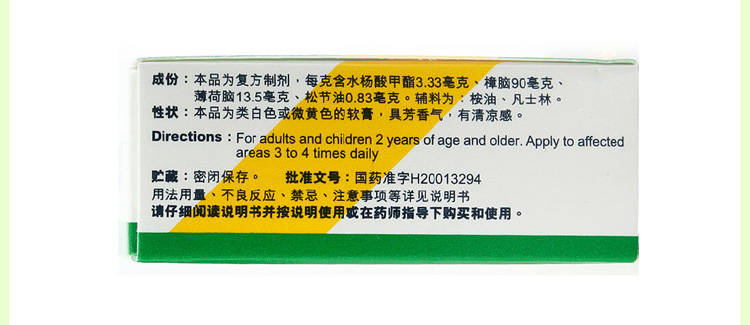 成份：本品为复方制剂，每克含水杨酸甲酯3.33毫克、樟脑90毫克、
薄荷脑13.5毫克、松节油0.83毫克。辅料为：桉油、凡士林。
性状：本品为类白色或微黄色的软膏，具芳香气，有清凉感。
Directions：For adults and children 2 years of age and older. Apply to affected
areas 3 to 4 times daily
贮藏：密闭保存。 批准文号：国药准字H20013294
用法用量、不良反应、禁忌、注意事项等详见说明书
请仔细阅读说明书并按说明使用或在药师指导下购买和使用。